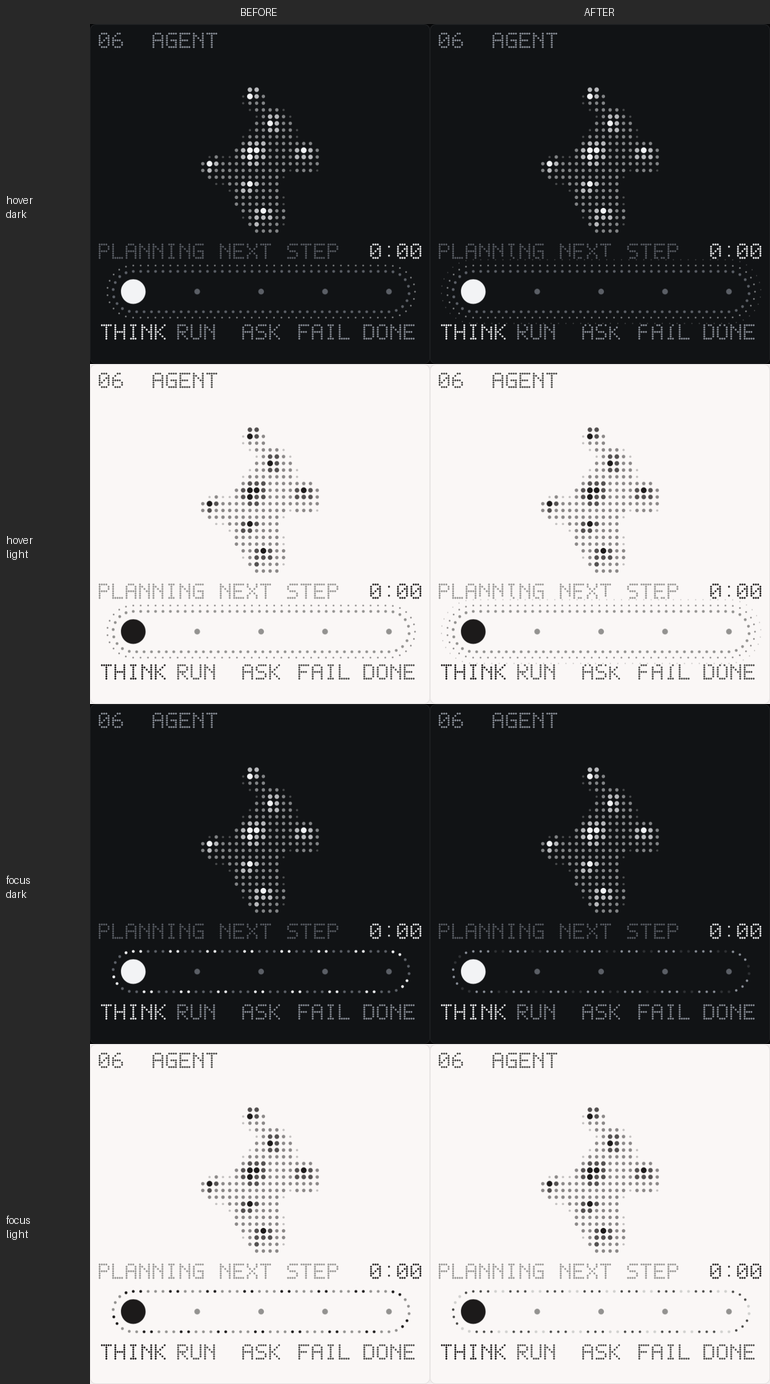 BEFORE AFTER
06 AGENT 06 AGENT
hover
dark
PLANNING NEXT STEP 0:00 PLANNING NEXT STEP 0:00
THINK RUN ASK FAIL DONE THINK RUN ASK FAIL DONE
06 AGENT 06 AGENT
hover
light
PLANNING NEXT STEP 0:00 PLANNING NEXT STEP 0:00
THINK RUN ASK FAIL DONE THINK RUN ASK FAIL DONE
06 AGENT 06 AGENT
focus
dark
PLANNING NEXT STEP 0:00 PLANNING NEXT STEP 0:00
THINK RUN ASK FAIL DONE THINK RUN ASK FAIL DONE
06 AGENT 06 AGENT
focus
light
PLANNING NEXT STEP 0:00 PLANNING NEXT STEP 0:00
THINK RUN ASK FAIL DONE THINK RUN ASK FAIL DONE